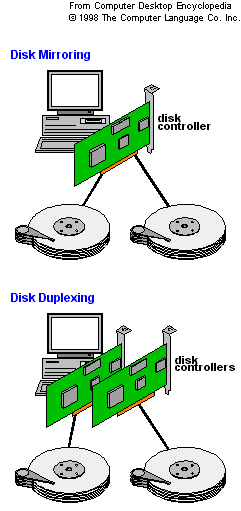 From Computer Desktop Encyclopedia
© 1998 The Computer Language Co. Inc.
Disk Mirroring
disk
controller
Disk Duplexing
disk
controllers